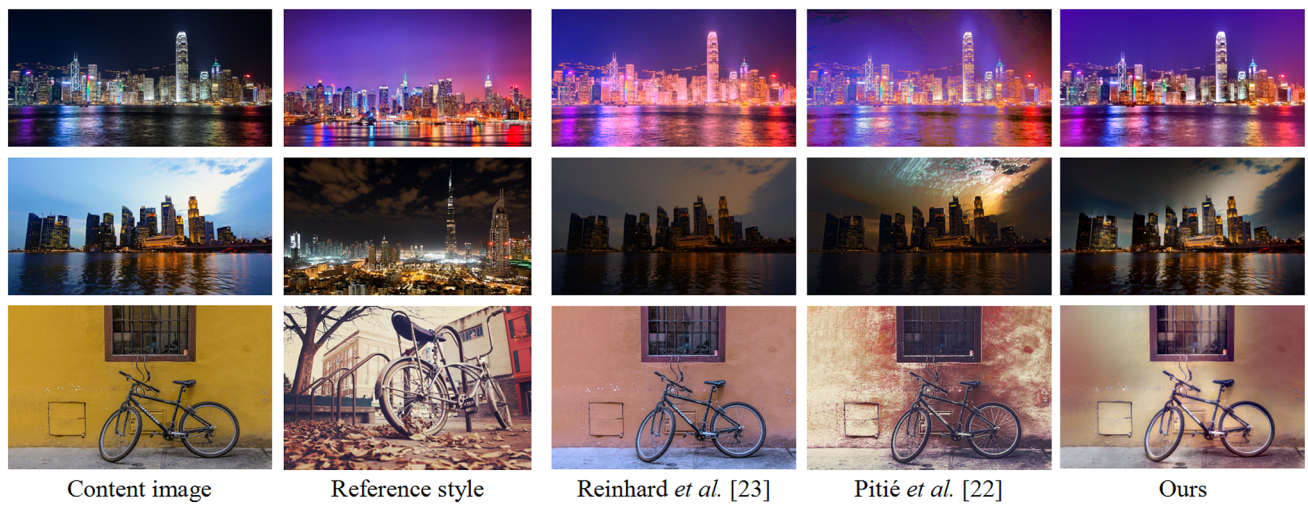 Content image
Reference style
Reinhard et al. [23]
Pitié et al. [22]
Ours